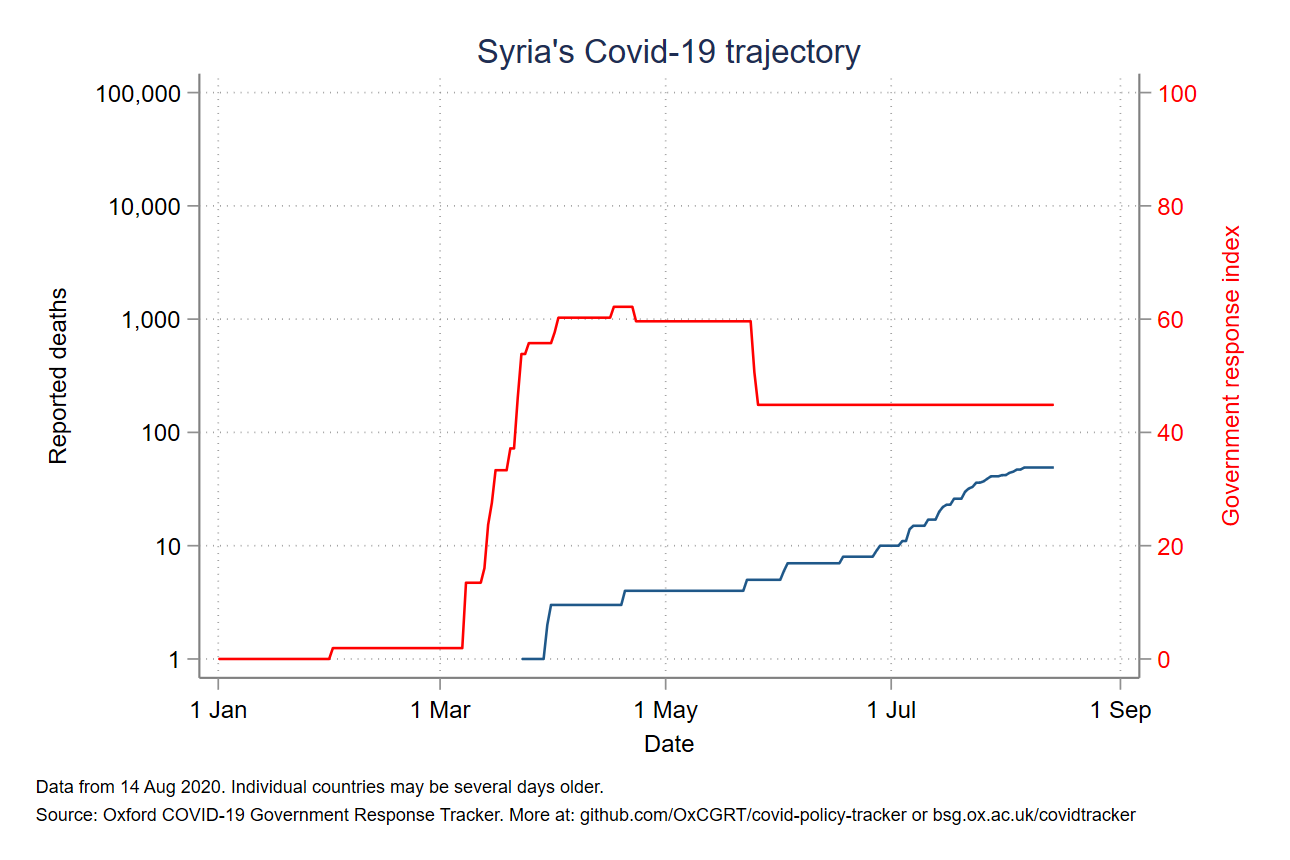 Syria's Covid-19 trajectory
100,000
10,000
1,000
100
10
1
Reported deaths
100
80
60
40
20
0
Government response index
1 Jan
1 Mar
1 May
1 Jul
1 Sep
Date
Data from 14 Aug 2020. Individual countries may be several days older.
Source: Oxford COVID-19 Government Response Tracker. More at: github.com/OxCGRT/covid-policy-tracker or bsg.ox.ac.uk/covidtracker